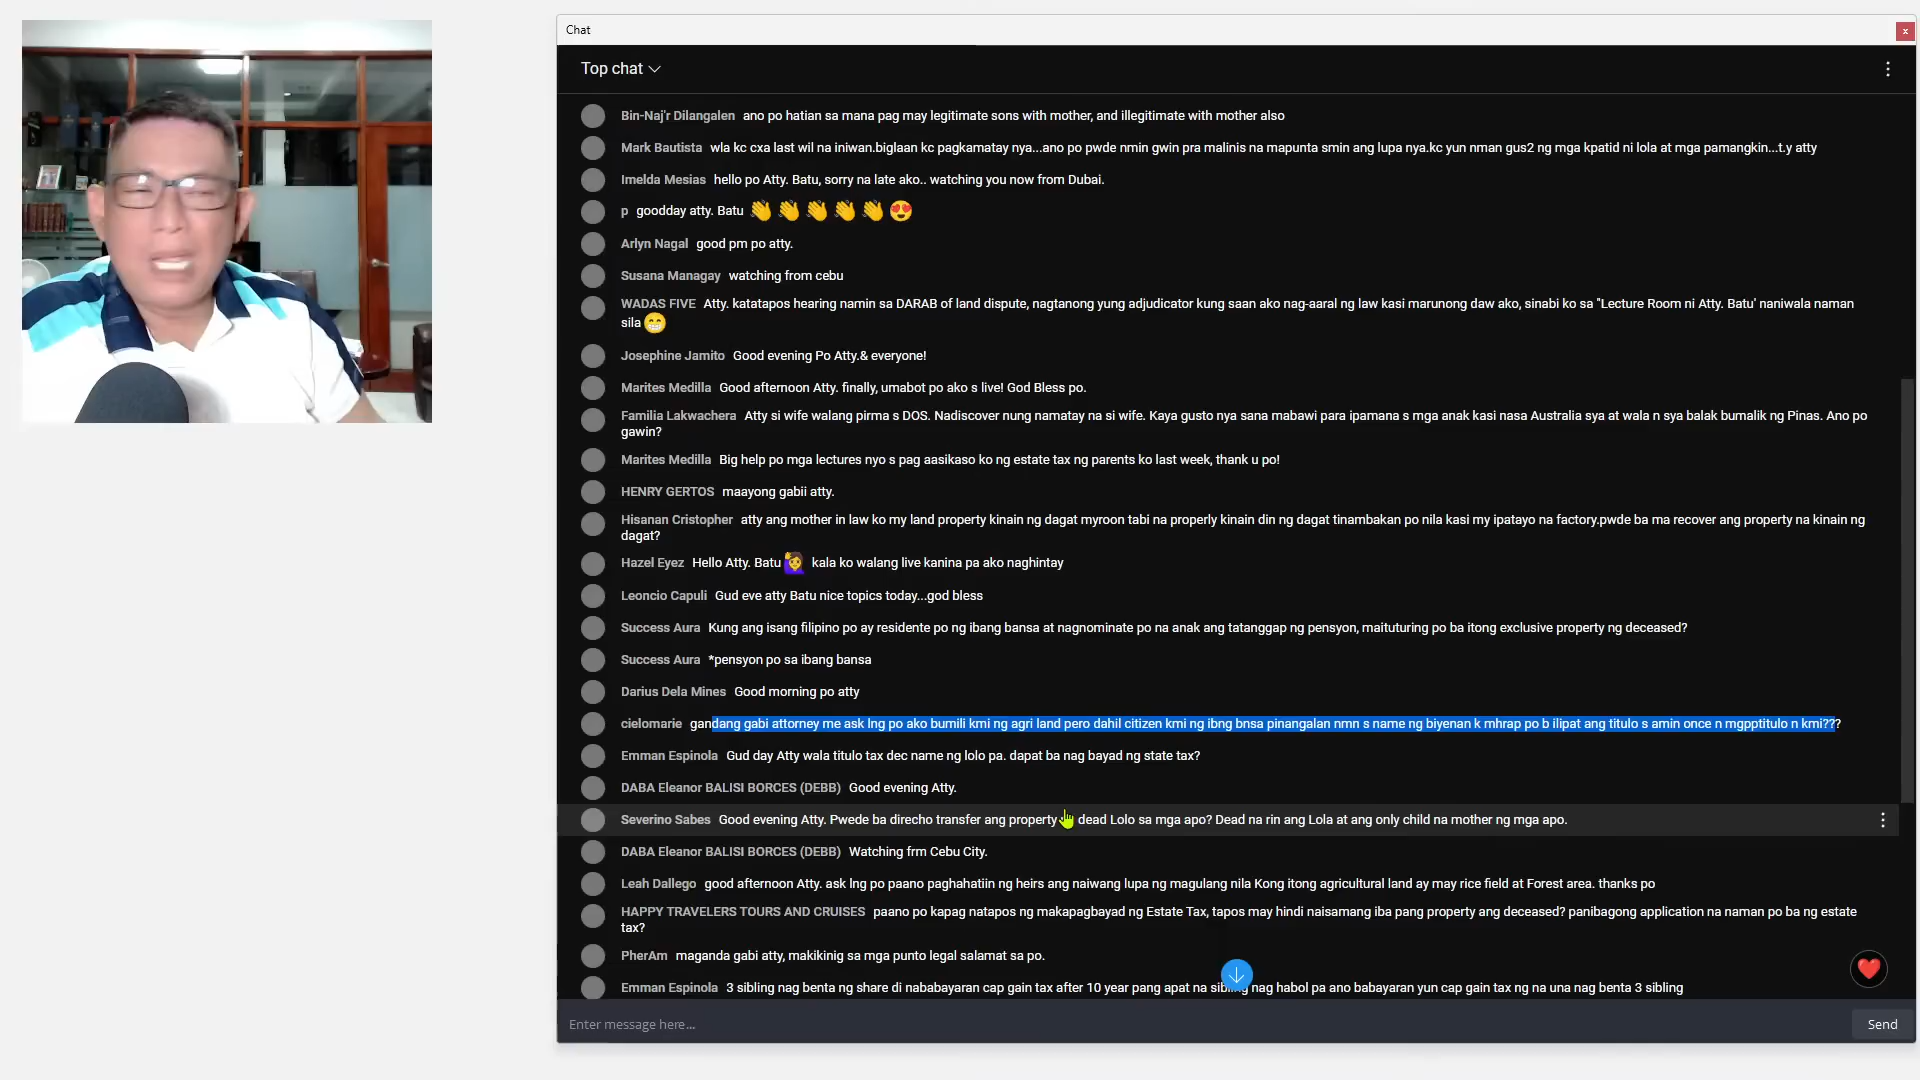 Chat
Top chat
Bin-Naj'r Dilangalen ano po hatian sa mana pag may legitimate sons with mother, and illegitimate with mother also
Mark Bautista wla kc cxa last wil na iniwan.biglaan kc pagkamatay nya...ano po pwde nmin gwin pra malinis na mapunta smin ang lupa nya.kc yun nman gus2 ng mga kpatid ni lola at mga pamangkin...t.y atty
Imelda Mesias hello po Atty. Batu, sorry na late ako.. watching you now from Dubai.
p goodday atty. Batu 👋👋👋👋👋😍
Arlyn Nagal good pm po atty.
Susana Managay watching from cebu
WADAS FIVE Atty. katatapos hearing namin sa DARAB of land dispute, nagtanong yung adjudicator kung saan ako nag-aaral ng law kasi marunong daw ako, sinabi ko sa "Lecture Room ni Atty. Batu' naniwala naman
sila😁
Josephine Jamito Good evening Po Atty.& everyone!
Marites Medilla Good afternoon Atty. finally, umabot po ako s live! God Bless po.
Familia Lakwachera Atty si wife walang pirma s DOS. Nadiscover nung namatay na si wife. Kaya gusto nya sana mabawi para ipamana s mga anak kasi nasa Australia sya at wala n sya balak bumalik ng Pinas. Ano po
gawin?
Marites Medilla Big help po mga lectures nyo s pag aasikaso ko ng estate tax ng parents ko last week, thank u po!
HENRY GERTOS maayong gabii atty.
Hisanan Cristopher atty ang mother in law ko my land property kinain ng dagat myroon tabi na properly kinain din ng dagat tinambakan po nila kasi my ipatayo na factory.pwde ba ma recover ang property na kinain ng
dagat?
Hazel Eyez Hello Atty. Batu🙋‍♀️ kala ko walang live kanina pa ako naghintay
Leoncio Capuli Gud eve atty Batu nice topics today...god bless
Success Aura Kung ang isang filipino po ay residente po ng ibang bansa at nagnominate po na anak ang tatanggap ng pensyon, maituturing po ba itong exclusive property ng deceased?
Success Aura *pensyon po sa ibang bansa
Darius Dela Mines Good morning po atty
cielomarie gandang gabi attorney me ask lng po ako bumili kmi ng agri land pero dahil citizen kmi ng ibng bnsa pinangalan nmn s name ng biyenan k mhrap po b ilipat ang titulo s amin once n mgpptitulo n kmi???
Emman Espinola Gud day Atty wala titulo tax dec name ng lolo pa. dapat ba nag bayad ng state tax?
DABA Eleanor BALISI BORCES (DEBB) Good evening Atty.
Severino Sabes Good evening Atty. Pwede ba direcho transfer ang property dead Lolo sa mga apo? Dead na rin ang Lola at ang only child na mother ng mga apo.
DABA Eleanor BALISI BORCES (DEBB) Watching frm Cebu City.
Leah Dallego good afternoon Atty. ask lng po paano paghahatiin ng heirs ang naiwang lupa ng magulang nila Kong itong agricultural land ay may rice field at Forest area. thanks po
HAPPY TRAVELERS TOURS AND CRUISES paano po kapag natapos ng makapagbayad ng Estate Tax, tapos may hindi naisamang iba pang property ang deceased? panibagong application na naman po ba ng estate
tax?
PherAm maganda gabi atty, makikinig sa mga punto legal salamat sa po.
Emman Espinola 3 sibling nag benta ng share di nababayaran cap gain tax after 10 year pang apat na sibling nag habol pa ano babayaran yun cap gain tax ng na una nag benta 3 sibling
Enter message here...
Send